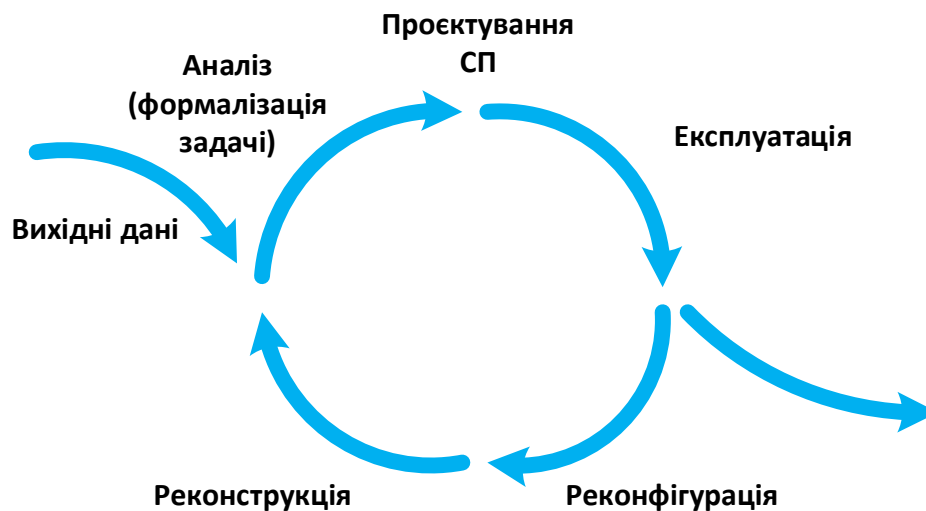 Проєктування
СП
Аналіз
(формалізація
задачі)
Експлуатація
Вихідні дані
Реконструкція
Реконфігурація